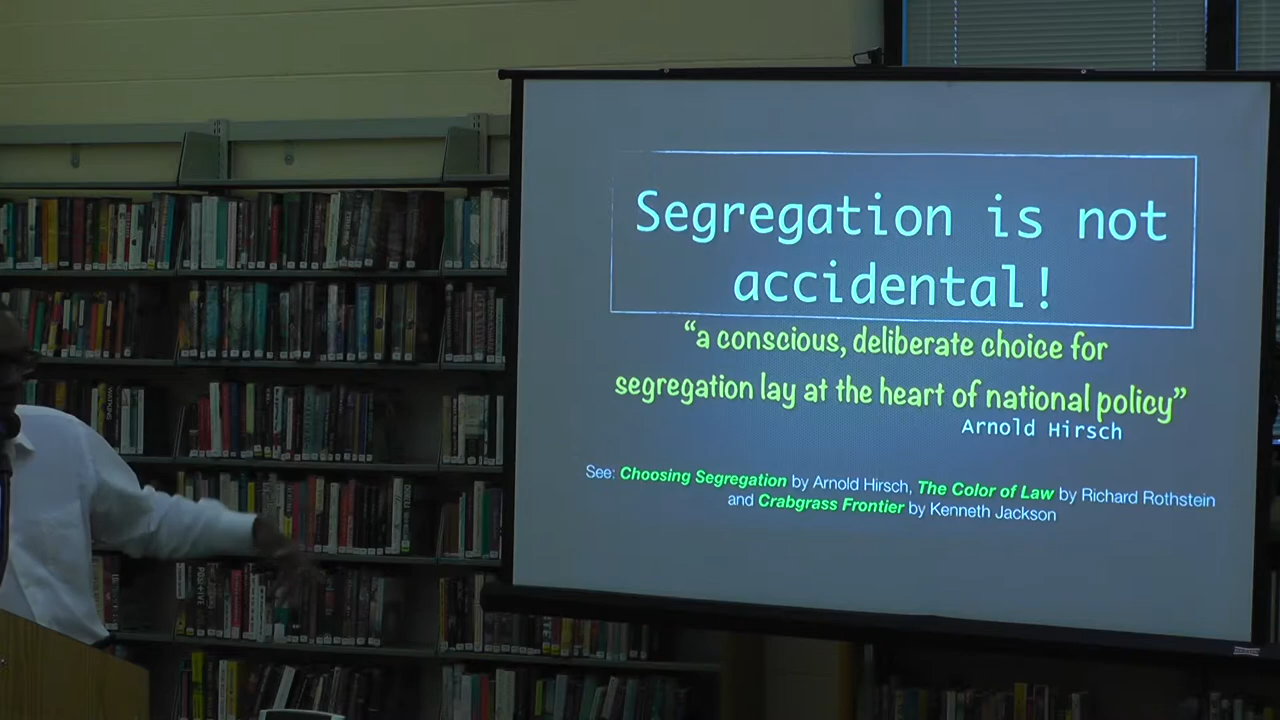 Segregation is not
accidental!
“a conscious, deliberate choice for
segregation lay at the heart of national policy”
Arnold Hirsch
See: Choosing Segregation by Arnold Hirsch, The Color of Law by Richard Rothstein
and Crabgrass Frontier by Kenneth Jackson